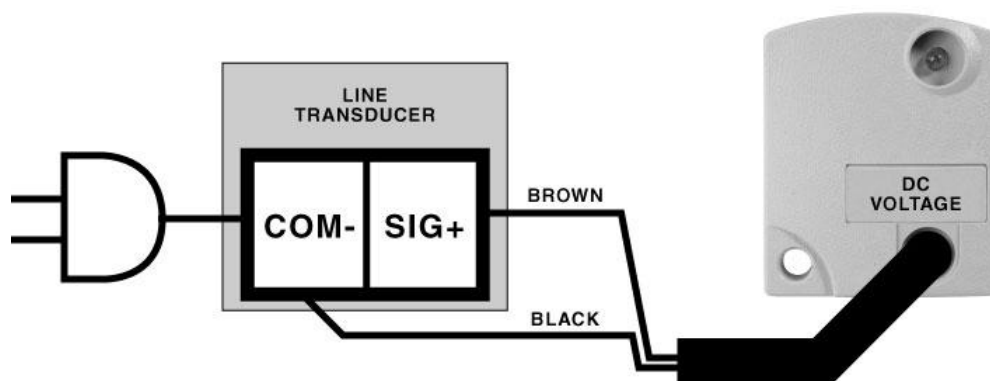 LINE
TRANSDUCER
COM- SIG+
BROWN
BLACK
DC
VOLTAGE